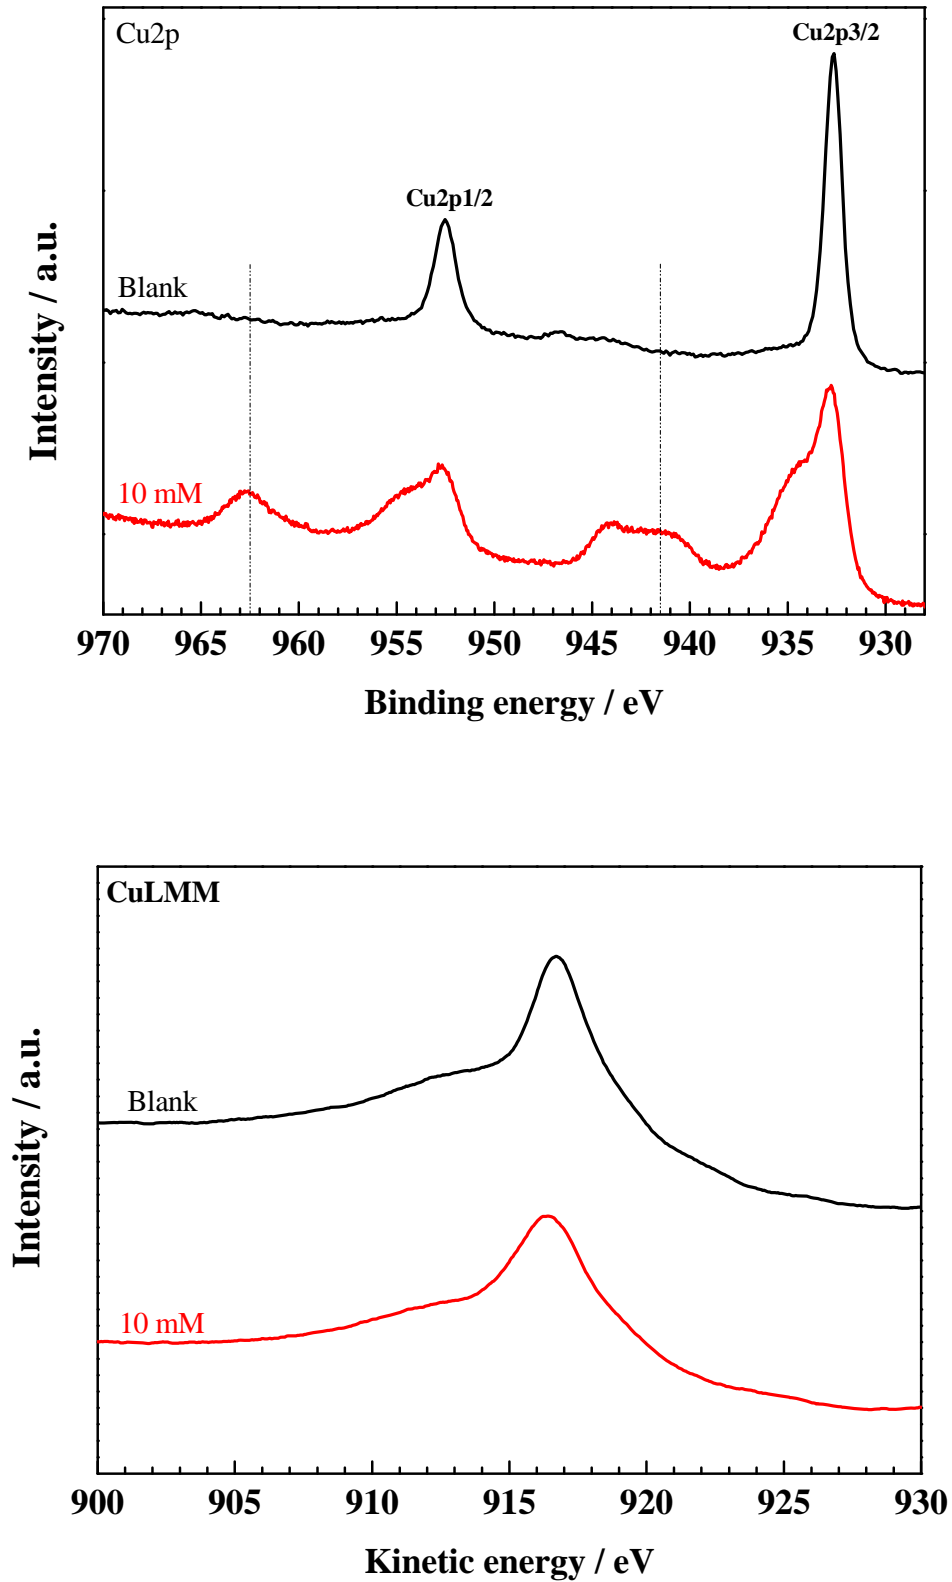 Cu2p
Cu2p3/2
Cu2p1/2
Blank
10 mM
Intensity / a.u.
970 965 960 955 950 945 940 935 930
Binding energy / eV
CuLMM
Blank
10 mM
Intensity / a.u.
900 905 910 915 920 925 930
Kinetic energy / eV